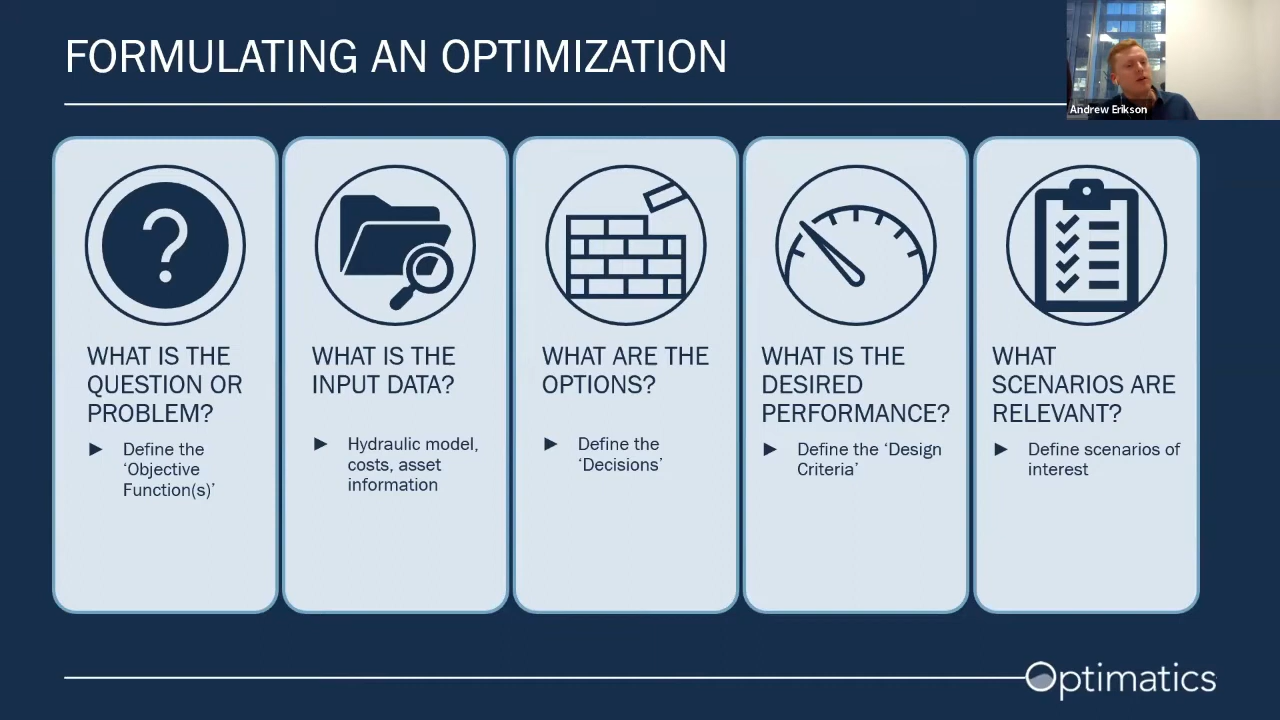 FORMULATING AN OPTIMIZATION
Andrew Erikson
?
WHAT IS THE
QUESTION OR
PROBLEM?
► Define the
‘Objective
Function(s)’
WHAT IS THE
INPUT DATA?
► Hydraulic model,
costs, asset
information
WHAT ARE THE
OPTIONS?
► Define the
‘Decisions’
WHAT IS THE
DESIRED
PERFORMANCE?
► Define the ‘Design
Criteria’
WHAT
SCENARIOS ARE
RELEVANT?
► Define scenarios of
interest
Optimatics